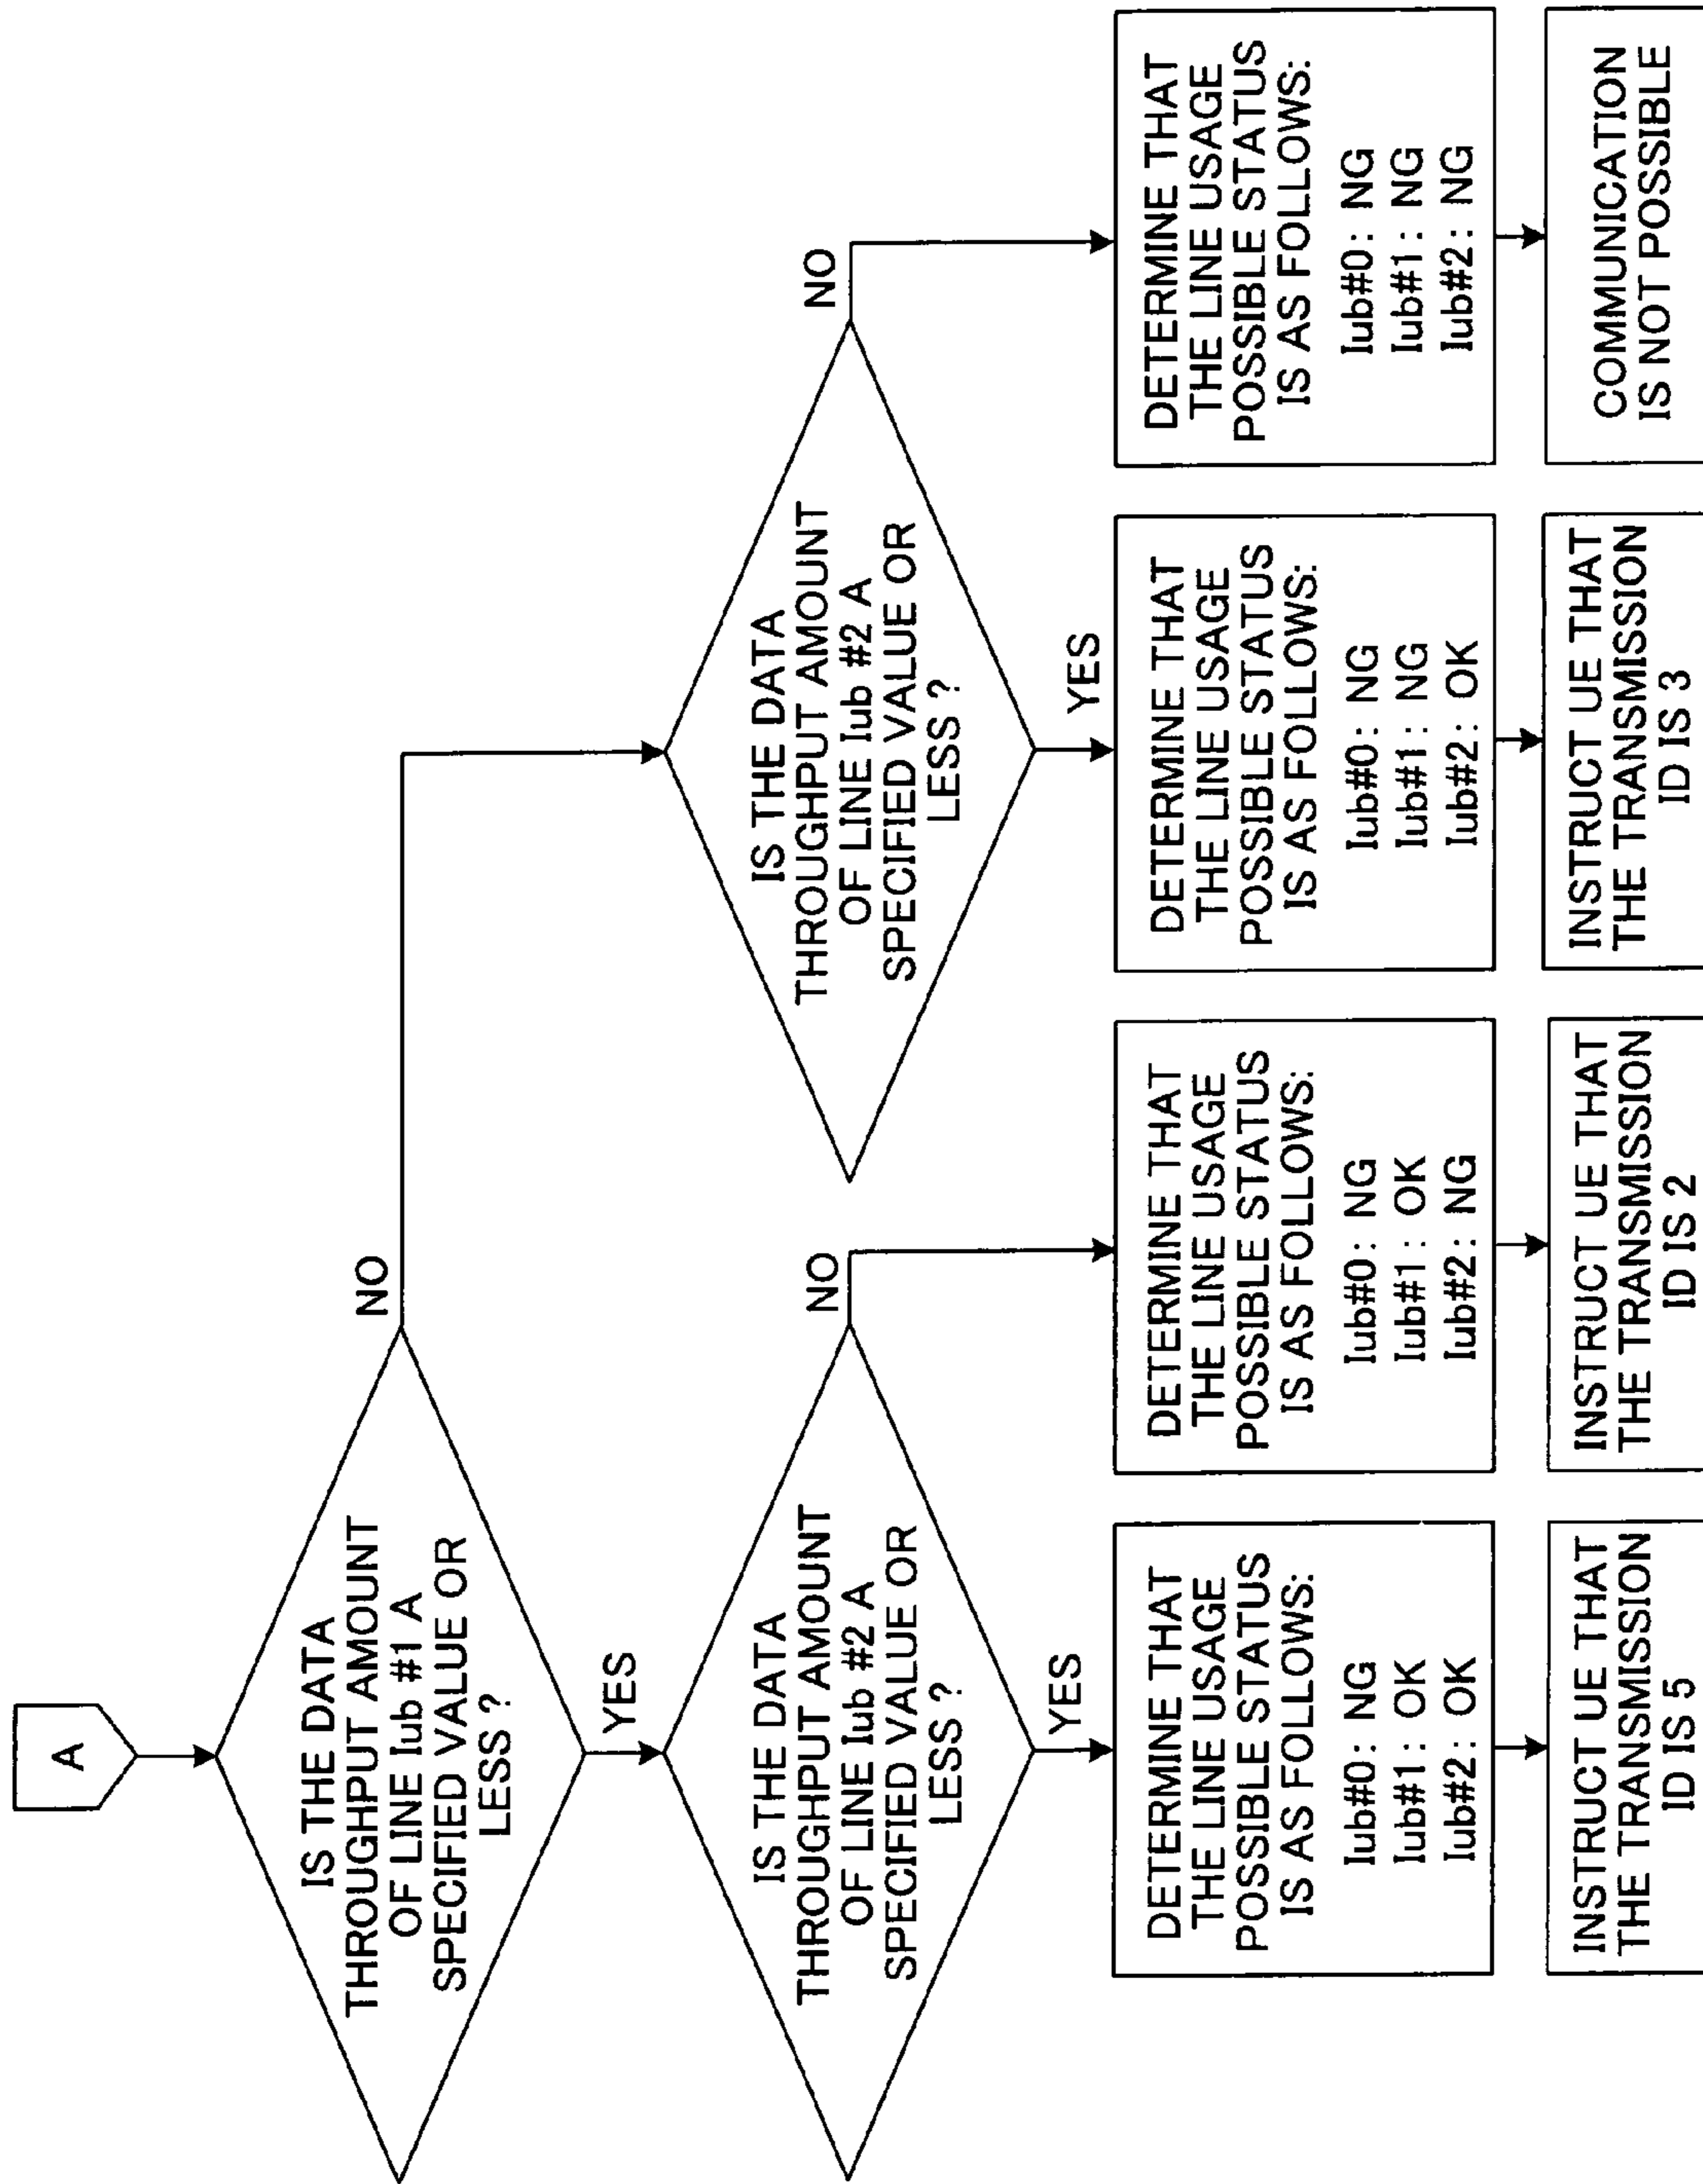 A
IS THE DATA
THROUGHPUT AMOUNT
OF LINE Iub #1 A
SPECIFIED VALUE OR
LESS ?
NO
YES
IS THE DATA
THROUGHPUT AMOUNT
OF LINE Iub #2 A
SPECIFIED VALUE OR
LESS ?
NO
YES
IS THE DATA
THROUGHPUT AMOUNT
OF LINE Iub #2 A
SPECIFIED VALUE OR
LESS ?
NO
YES
DETERMINE THAT
THE LINE USAGE
POSSIBLE STATUS
IS AS FOLLOWS:
Iub#0: NG
Iub#1: OK
Iub#2: OK
DETERMINE THAT
THE LINE USAGE
POSSIBLE STATUS
IS AS FOLLOWS:
Iub#0: NG
Iub#1: OK
Iub#2: NG
DETERMINE THAT
THE LINE USAGE
POSSIBLE STATUS
IS AS FOLLOWS:
Iub#0: NG
Iub#1: NG
Iub#2: OK
DETERMINE THAT
THE LINE USAGE
POSSIBLE STATUS
IS AS FOLLOWS:
Iub#0: NG
Iub#1: NG
Iub#2: NG
INSTRUCT UE THAT
THE TRANSMISSION
ID IS 5
INSTRUCT UE THAT
THE TRANSMISSION
ID IS 2
INSTRUCT UE THAT
THE TRANSMISSION
ID IS 3
COMMUNICATION
IS NOT POSSIBLE